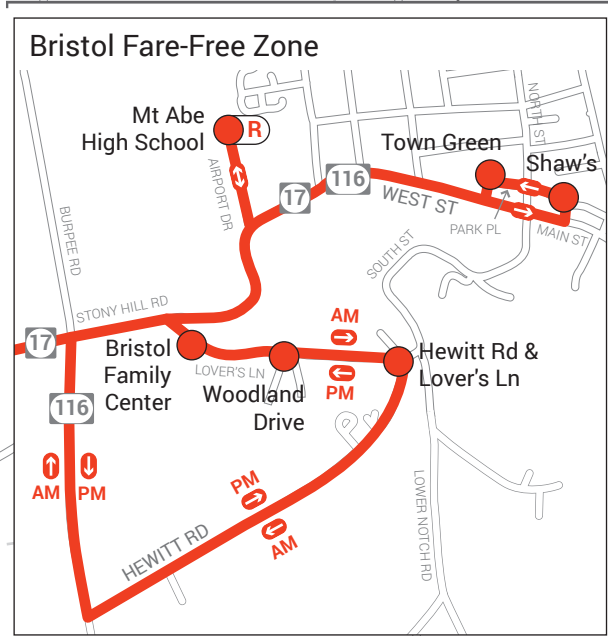 Bristol Fare-Free Zone
Mt Abe
High School
R
Town Green
Shaw's
NORTH ST
AIRPORT DR
116
17
WEST ST
PARK PL
MAIN ST
BURPEE RD
SOUTH ST
STONY HILL RD
17
AM
Bristol
Family
Center
LOVER'S LN
Woodland
Drive
PM
Hewitt Rd &
Lover's Ln
116
AM
PM
PM
AM
HEWITT RD
LOWER NOTCH RD